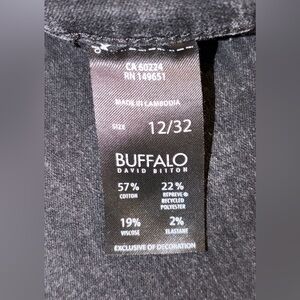 CA 60224
RN 149651
MADE IN CAMBODIA
SIZE 12/32
BUFFALO
DAVID BITTON
57% 22%
COTTON REPREVE®
RECYCLED
POLYESTER
19% 2%
VISCOSE ELASTANE
EXCLUSIVE OF DECORATION